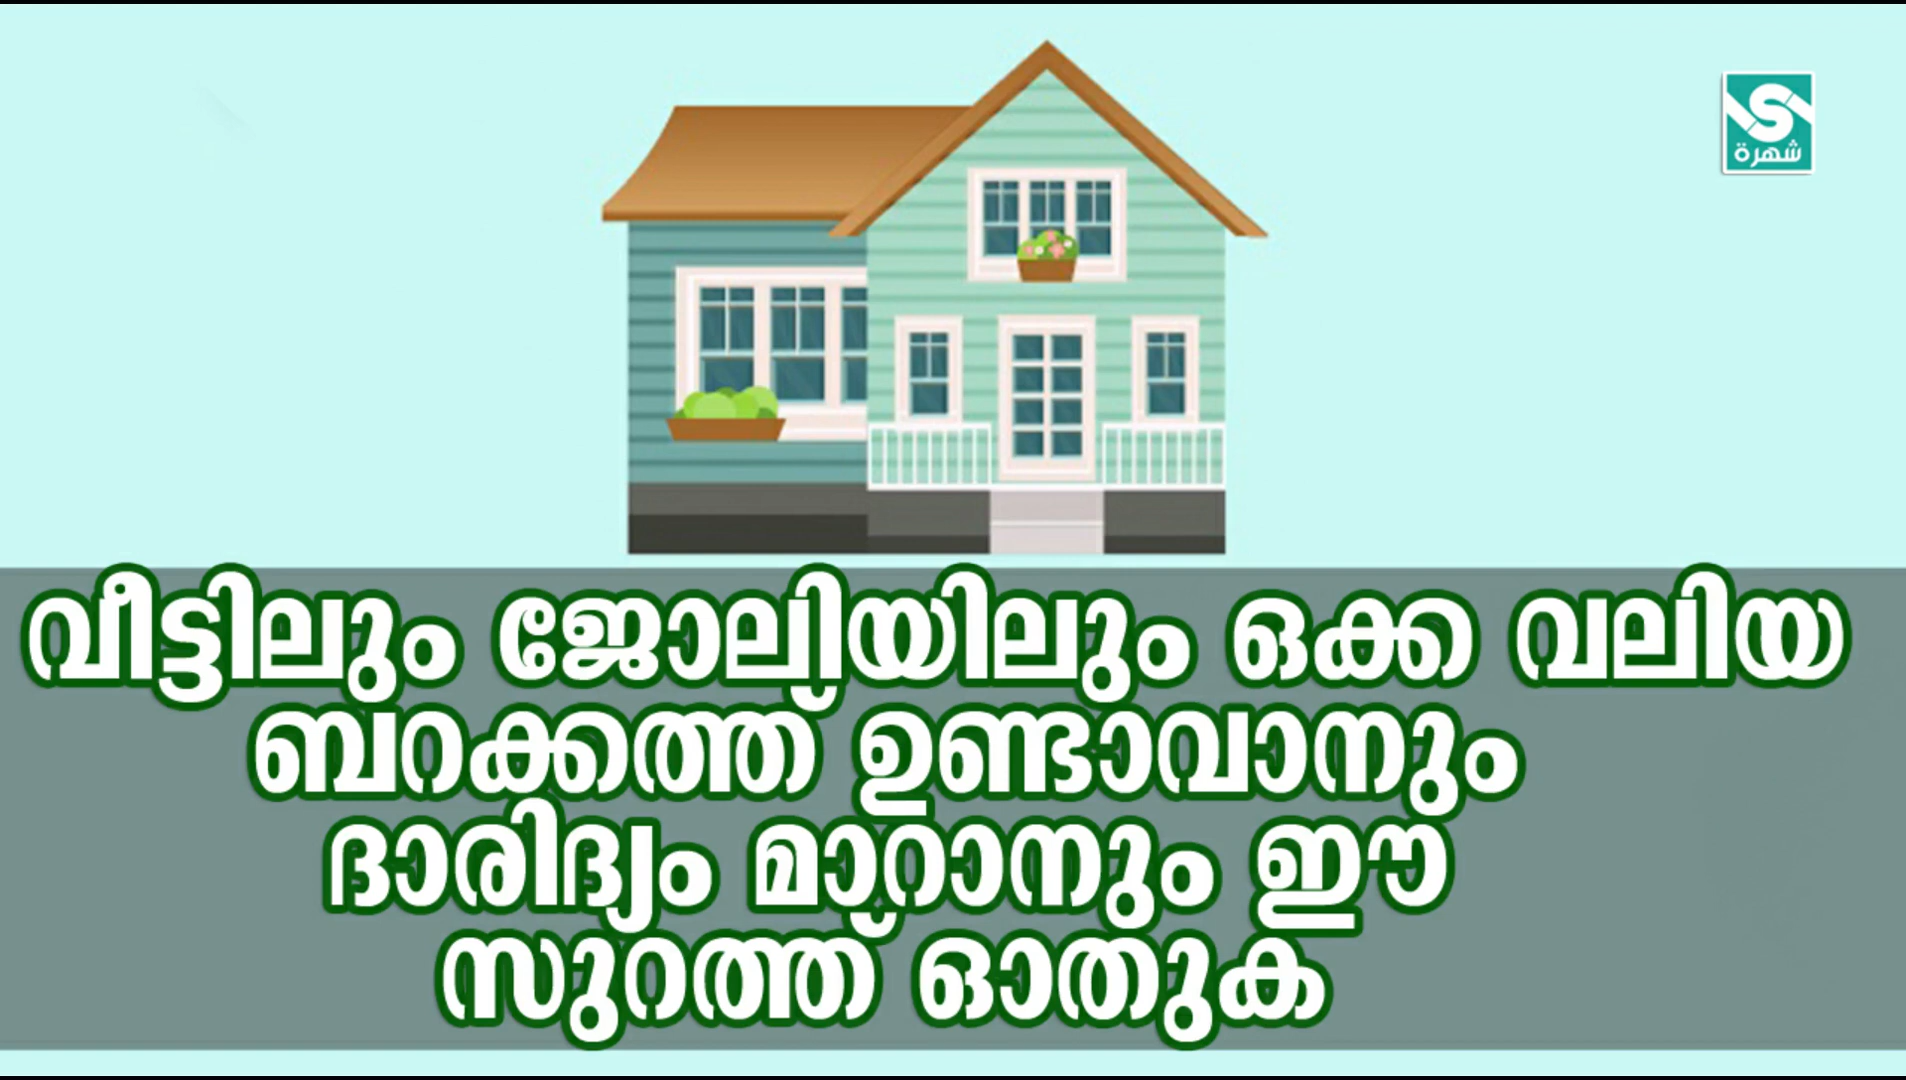 شهرة
വീട്ടിലും ജോലിയിലും ഒക്ക വലിയ
ബറക്കത്ത് ഉണ്ടാവാനും
ദാരിദ്യം മാറാനും ഈ
സുറത്ത് ഓതുക